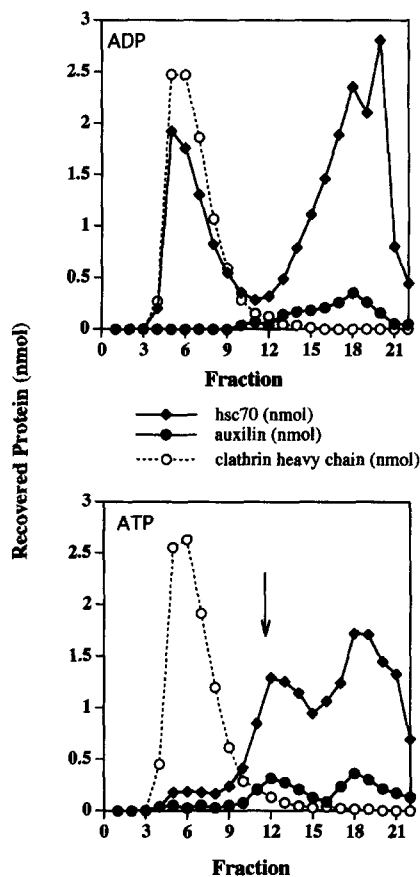 ADP
3
2.5
2
1.5
1
0.5
0
0 3 6 9 12 15 18 21
Fraction
Recovered Protein (nmol)
hsc70 (nmol)
auxilin (nmol)
clathrin heavy chain (nmol)
ATP
3
2.5
2
1.5
1
0.5
0
0 3 6 9 12 15 18 21
Fraction